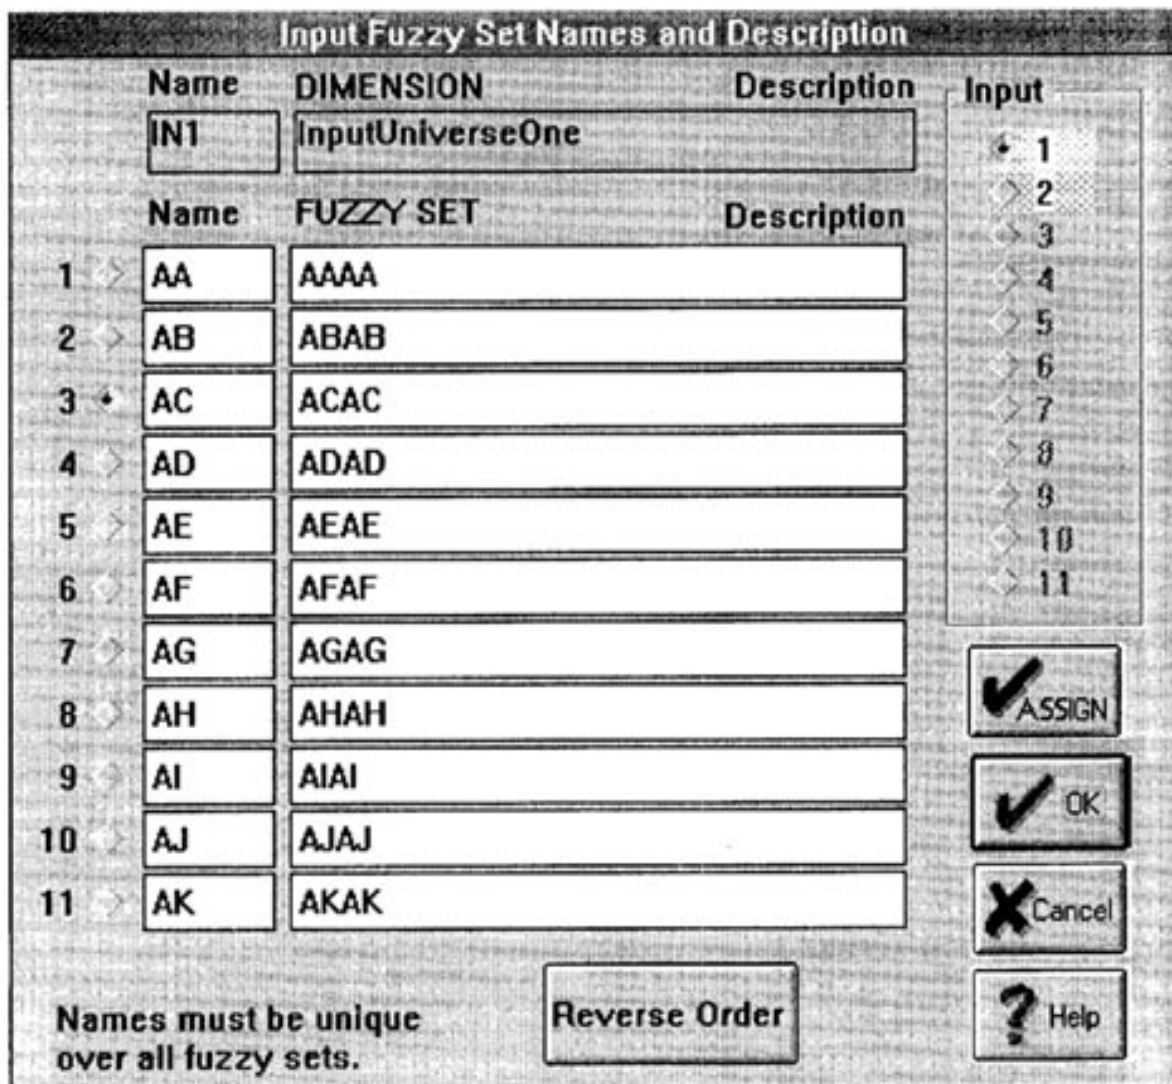 Input Fuzzy Set Names and Description
Name DIMENSION Description
IN1 InputUniverseOne
Name FUZZY SET Description
1 AA AAAA
2 AB ABAB
3 AC ACAC
4 AD ADAD
5 AE AEAE
6 AF AFAF
7 AG AGAG
8 AH AHAH
9 AI AIAI
10 AJ AJAJ
11 AK AKAK
Names must be unique
over all fuzzy sets.
Reverse Order
Input
1
2
3
4
5
6
7
8
9
10
11
ASSIGN
OK
Cancel
Help